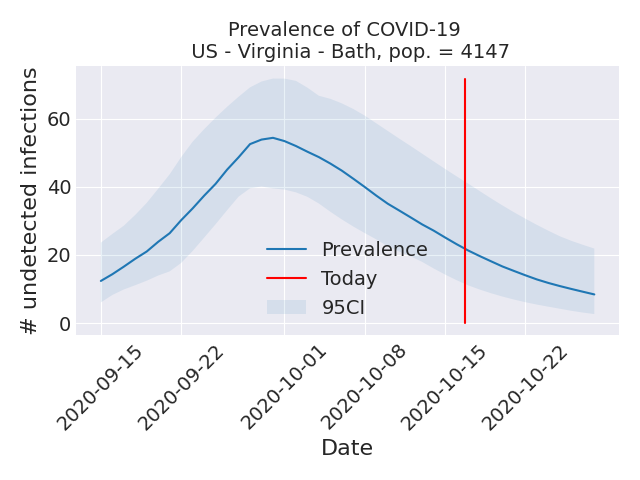 Prevalence of COVID-19
US - Virginia - Bath, pop. = 4147
# undetected infections
60
40
20
0
Prevalence
Today
95CI
2020-09-15
2020-09-22
2020-10-01
2020-10-08
2020-10-15
2020-10-22
Date